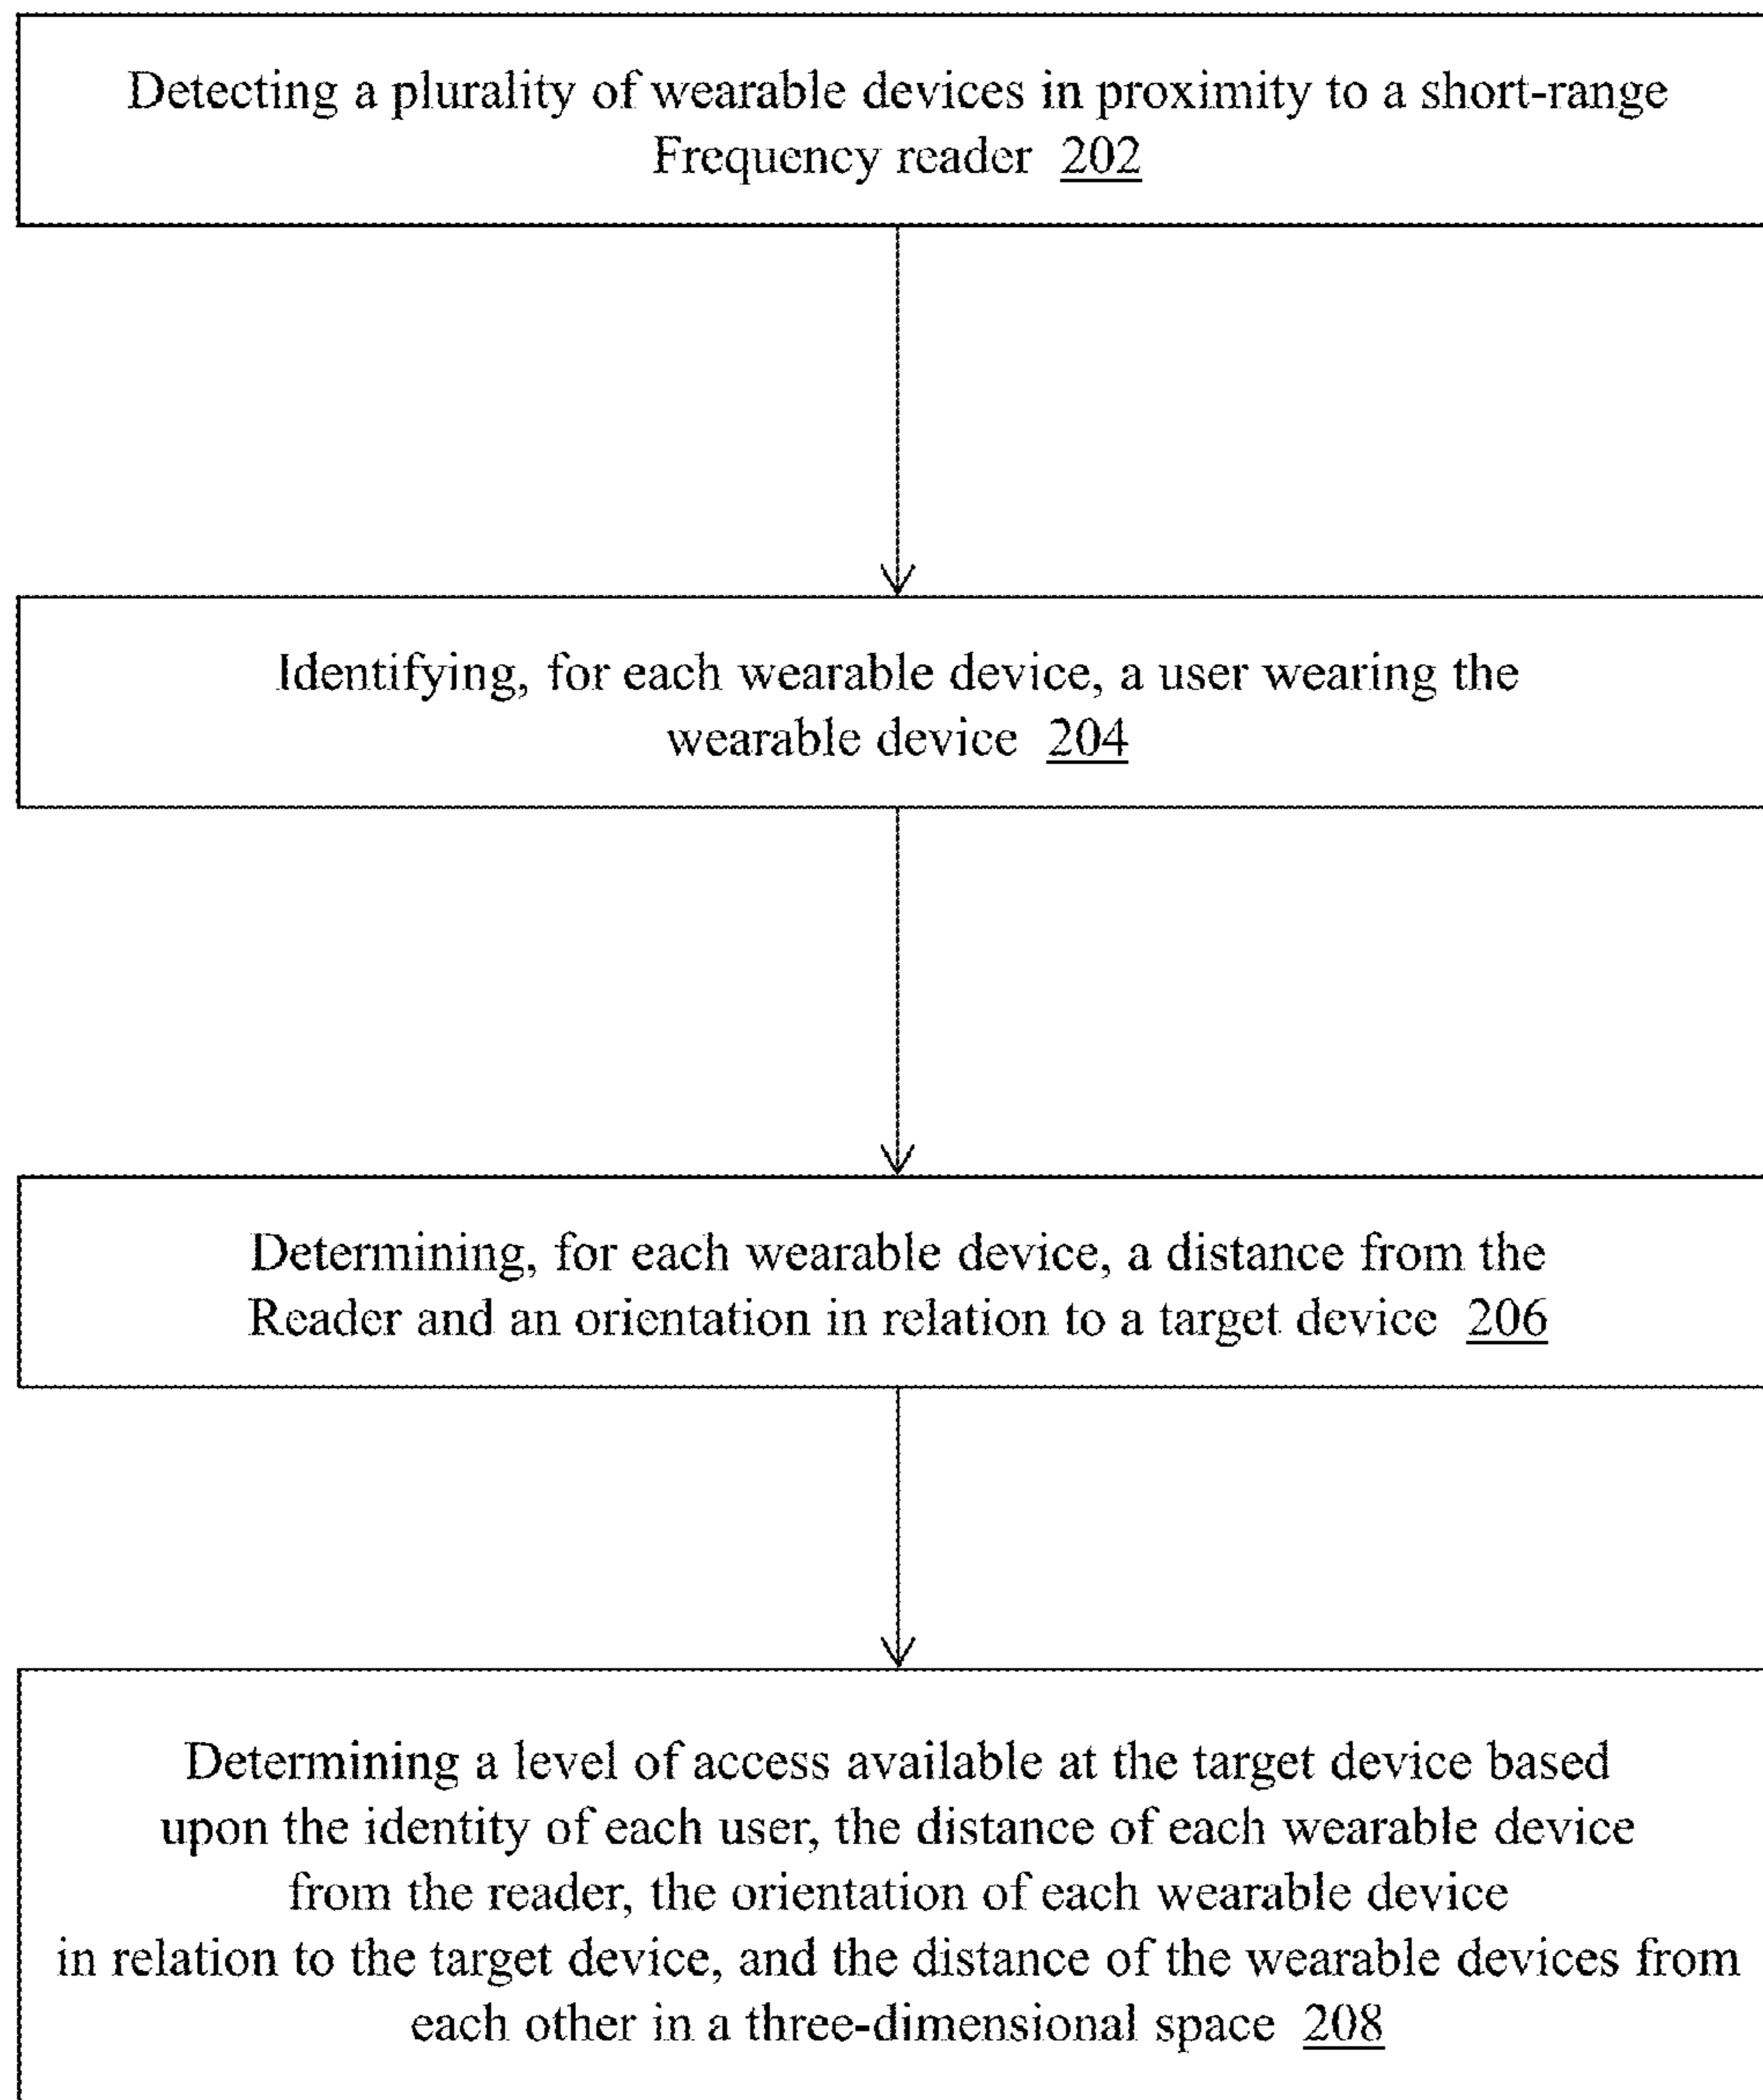 Detecting a plurality of wearable devices in proximity to a short-range
Frequency reader 202
Identifying, for each wearable device, a user wearing the
wearable device 204
Determining, for each wearable device, a distance from the
Reader and an orientation in relation to a target device 206
Determining a level of access available at the target device based
upon the identity of each user, the distance of each wearable device
from the reader, the orientation of each wearable device
in relation to the target device, and the distance of the wearable devices from
each other in a three-dimensional space 208